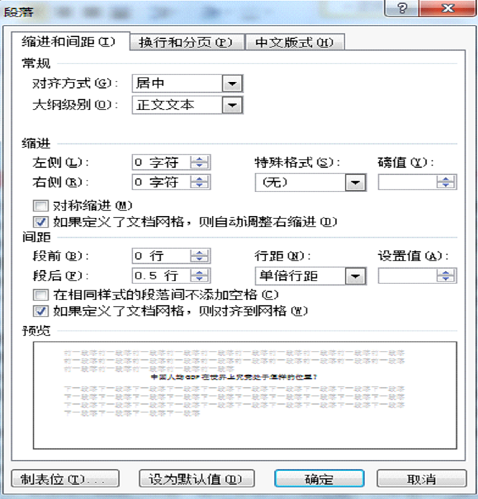 段落
缩进和间距(I) 换行和分页(P) 中文版式(H)
常规
对齐方式(G): 居中
大纲级别(O): 正文文本
缩进
左侧(L): 0 字符 特殊格式(S): 磅值(Y):
右侧(R): 0 字符 (无)
对称缩进(M)
如果定义了文档网格，则自动调整右缩进(D)
间距
段前(B): 0 行 行距(N): 设置值(A):
段后(F): 0.5 行 单倍行距
在相同样式的段落间不添加空格(C)
如果定义了文档网格，则对齐到网格(W)
预览
中国人均 GDP 在世界上究竟处于怎样的位置？
制表位(T)... 设为默认值(D) 确定 取消